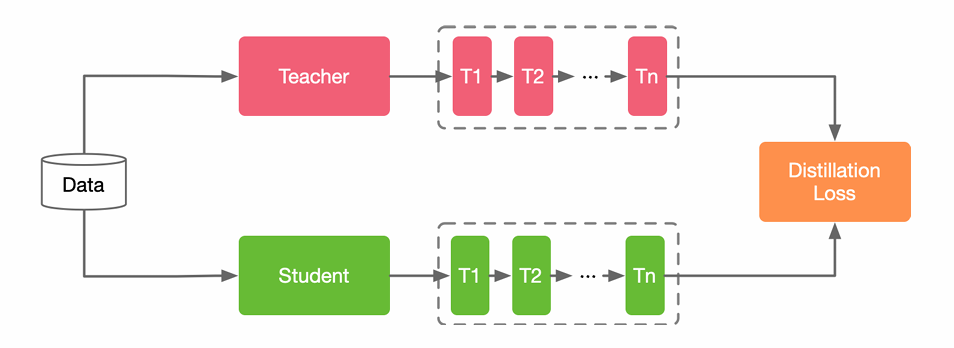 Teacher
T1
T2
...
Tn
Data
Distillation
Loss
Student
T1
T2
...
Tn